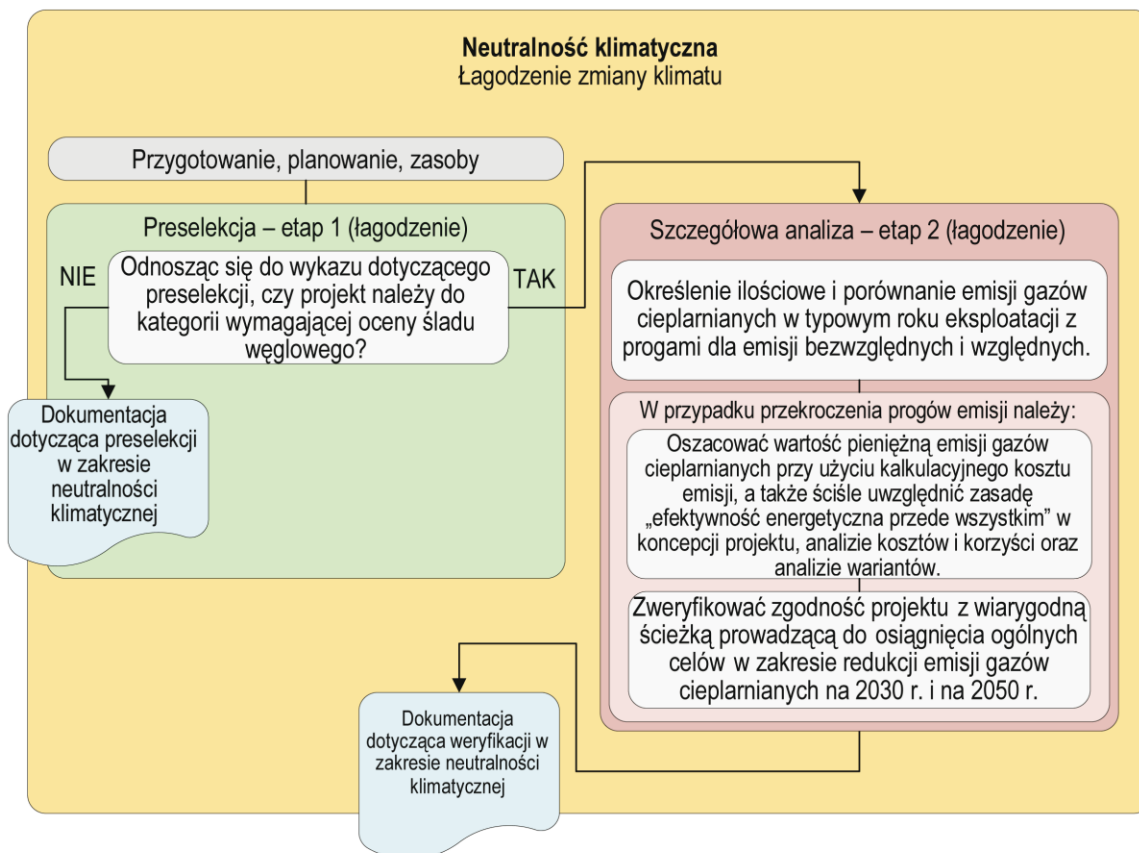 Neutralność klimatyczna
Łagodzenie zmiany klimatu
Przygotowanie, planowanie, zasoby
Preselekcja – etap 1 (łagodzenie)
NIE
Odnosząc się do wykazu dotyczącego
preselekcji, czy projekt należy do
kategorii wymagającej oceny śladu
węglowego?
TAK
Dokumentacja
dotycząca preselekcji
w zakresie
neutralności
klimatycznej
Szczegółowa analiza – etap 2 (łagodzenie)
Określenie ilościowe i porównanie emisji gazów
cieplarnianych w typowym roku eksploatacji z
progami dla emisji bezwzględnych i względnych.
W przypadku przekroczenia progów emisji należy:
Oszacować wartość pieniężną emisji gazów
cieplarnianych przy użyciu kalkulacyjnego kosztu
emisji, a także ściśle uwzględnić zasadę
„efektywność energetyczna przede wszystkim” w
koncepcji projektu, analizie kosztów i korzyści oraz
analizie wariantów.
Zweryfikować zgodność projektu z wiarygodną
ścieżką prowadzącą do osiągnięcia ogólnych
celów w zakresie redukcji emisji gazów
cieplarnianych na 2030 r. i na 2050 r.
Dokumentacja
dotycząca weryfikacji w
zakresie neutralności
klimatycznej